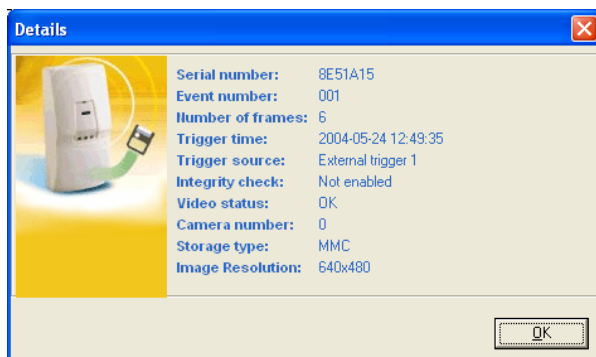 Details
Serial number: 8E51A15
Event number: 001
Number of frames: 6
Trigger time: 2004-05-24 12:49:35
Trigger source: External trigger 1
Integrity check: Not enabled
Video status: OK
Camera number: 0
Storage type: MMC
Image Resolution: 640x480
OK